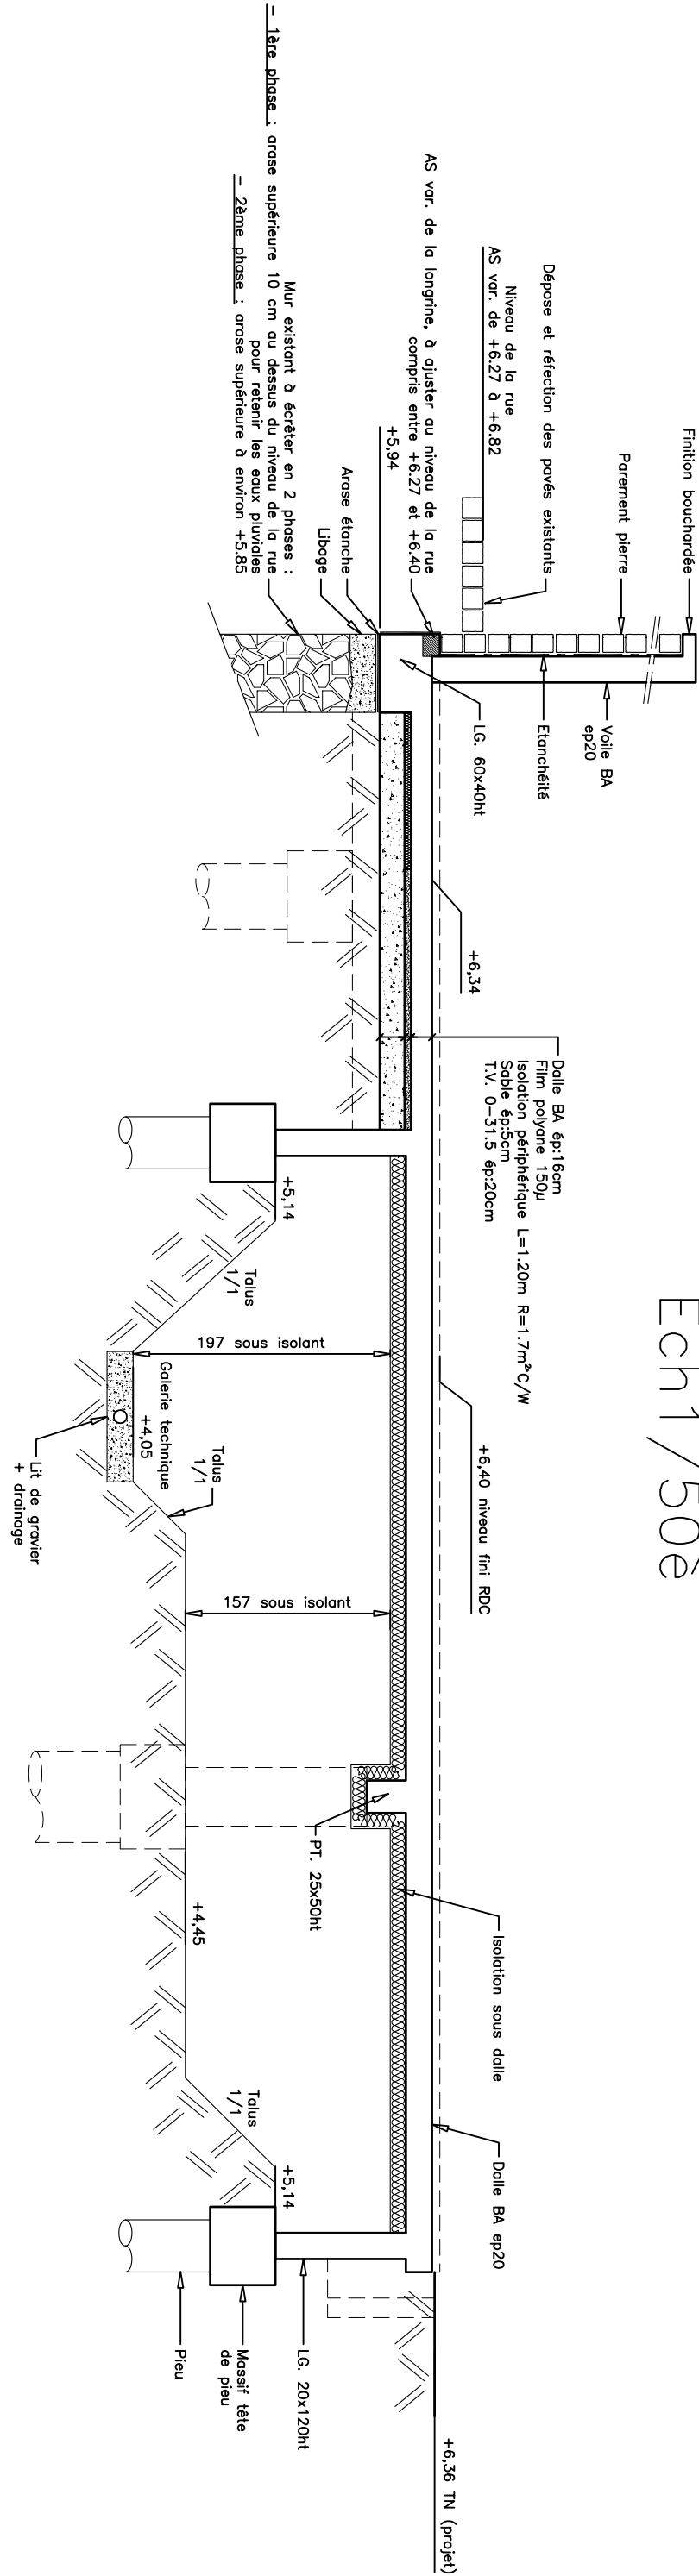 Ech1/50è
Finition bouchardée
Parement pierre
Dépose et réfection des pavés existants
Niveau de la rue
AS var. de +6.27 à +6.82
AS var. de la longrine, à ajuster au niveau de la rue
compris entre +6.27 et +6.40
+5,94
Arase étanche
Libage
Mur existant à écrêter en 2 phases :
- 1ère phase : arase supérieure 10 cm au dessus du niveau de la rue
pour retenir les eaux pluviales
- 2ème phase : arase supérieure à environ +5.85
Voile BA
ep20
Etanchéité
LG. 60x40ht
+6,34
Dalle BA ép:16cm
Film polyane 150µ
Isolation périphérique L=1.20m R=1.7m²°C/W
Sable ép:5cm
T.V. 0-31.5 ép:20cm
+6,40 niveau fini RDC
+5,14
Talus
1/1
197 sous isolant
Galerie technique
+4,05
Talus
1/1
Lit de gravier
+ drainage
157 sous isolant
PT. 25x50ht
+4,45
Isolation sous dalle
Dalle BA ep20
Talus
1/1
+5,14
LG. 20x120ht
Massif tête
de pieu
Pieu
+6,36 TN (projet)